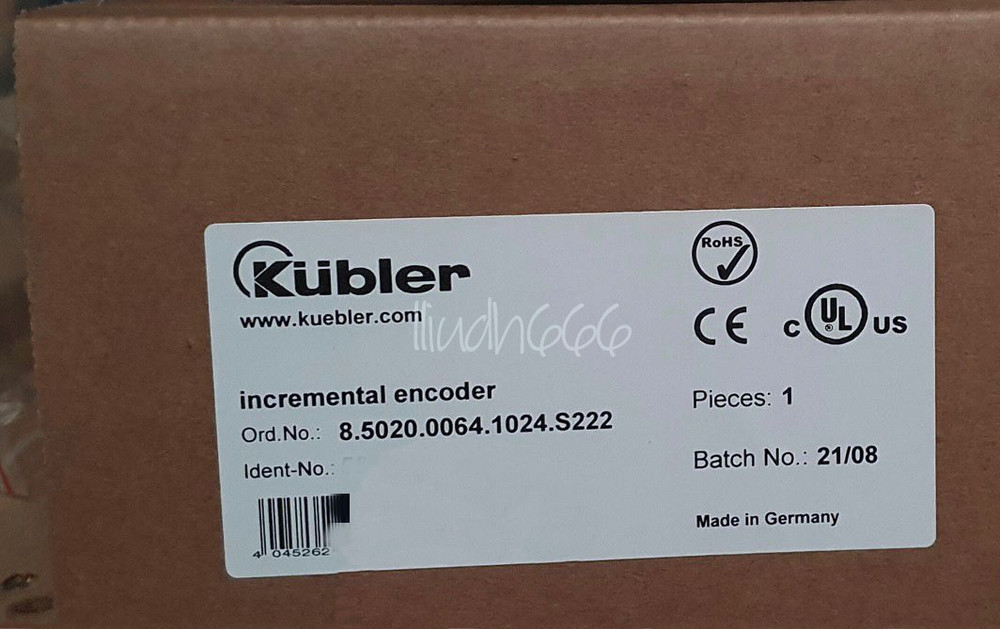 Kübler
www.kuebler.com
incremental encoder
Ord.No.: 8.5020.0064.1024.S222
Ident-No.:
4 045262
RoHS
CE
c UL US
Pieces: 1
Batch No.: 21/08
Made in Germany